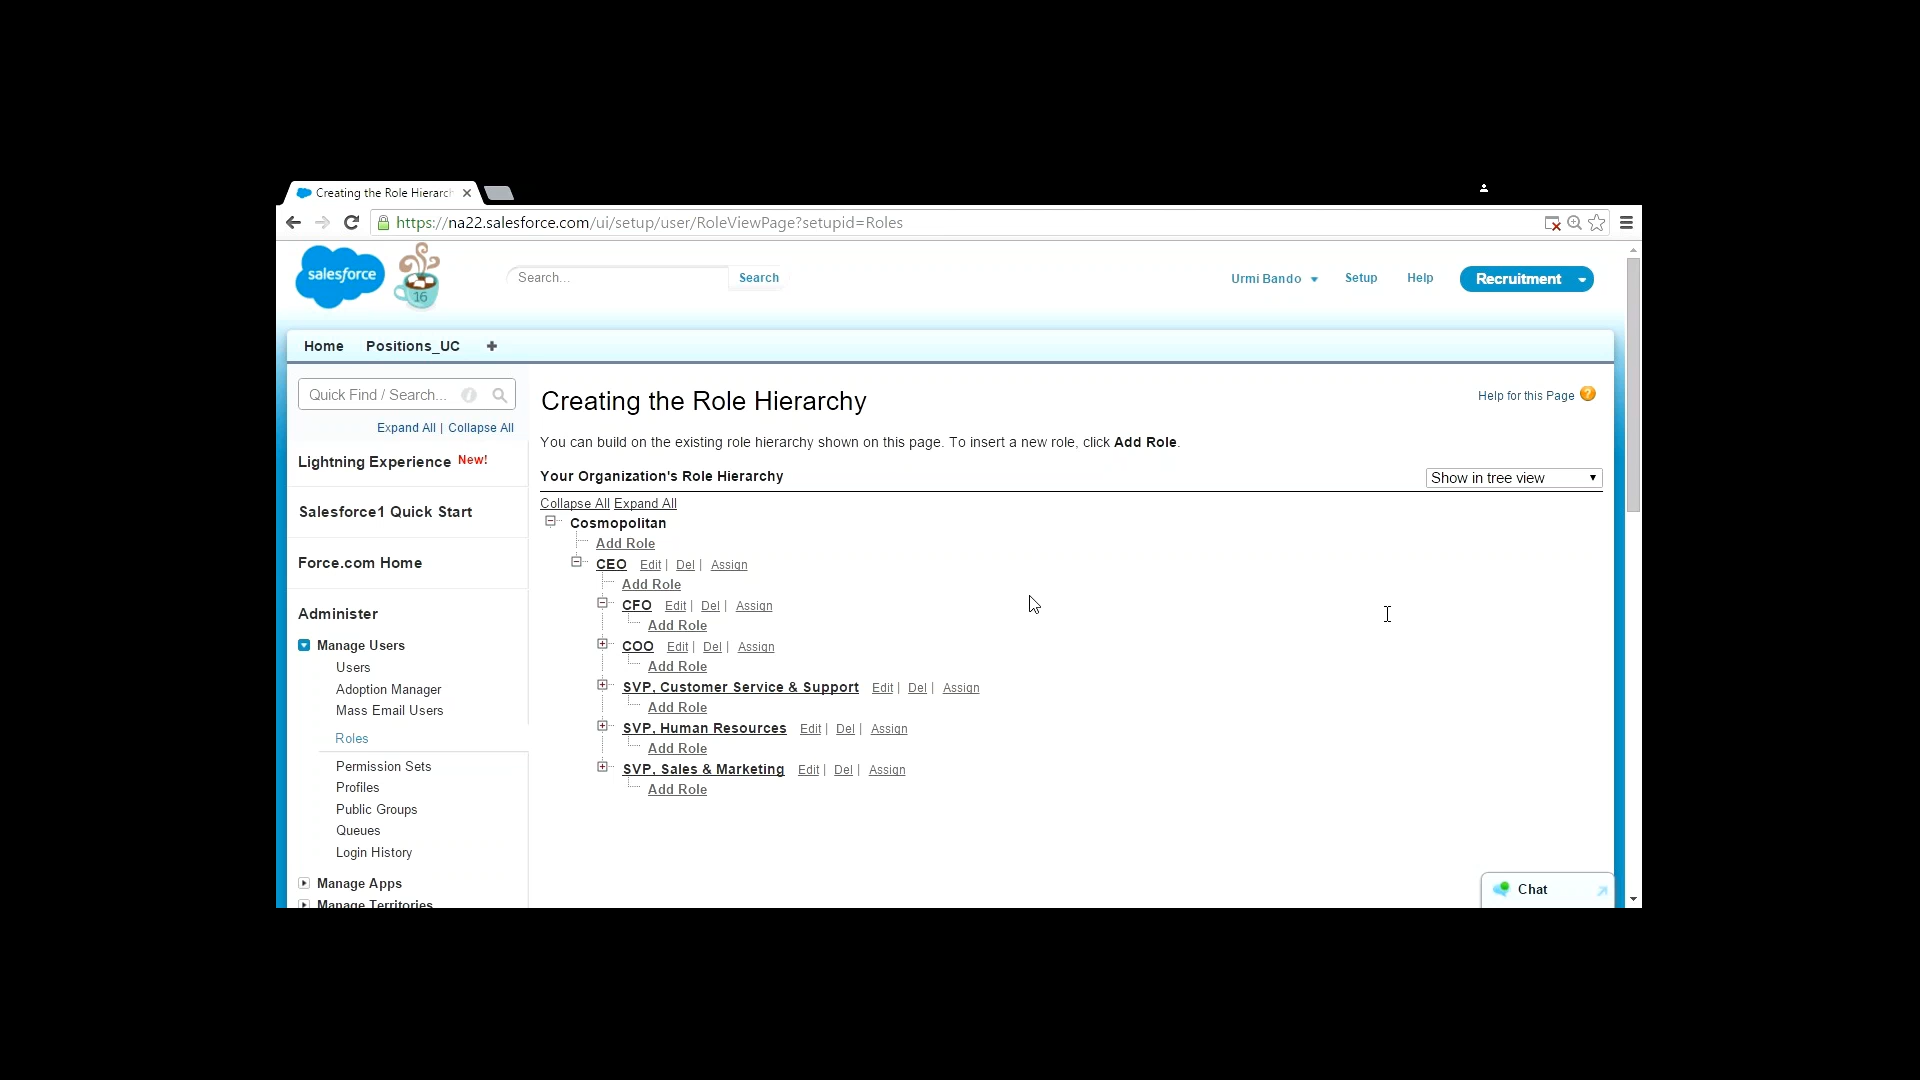 Creating the Role Hierarch
https://na22.salesforce.com/ui/setup/user/RoleViewPage?setupid=Roles
salesforce
16
Search...
Search
Urmi Bando
Setup
Help
Recruitment
Home
Positions_UC
Quick Find / Search...
Expand All | Collapse All
Lightning Experience New!
Salesforce1 Quick Start
Force.com Home
Administer
Manage Users
Users
Adoption Manager
Mass Email Users
Roles
Permission Sets
Profiles
Public Groups
Queues
Login History
Manage Apps
Manage Territories
Creating the Role Hierarchy
Help for this Page ?
You can build on the existing role hierarchy shown on this page. To insert a new role, click Add Role.
Your Organization's Role Hierarchy
Show in tree view
Collapse All Expand All
Cosmopolitan
Add Role
CEO Edit | Del | Assign
Add Role
CFO Edit | Del | Assign
Add Role
COO Edit | Del | Assign
Add Role
SVP, Customer Service & Support Edit | Del | Assign
Add Role
SVP, Human Resources Edit | Del | Assign
Add Role
SVP, Sales & Marketing Edit | Del | Assign
Add Role
Chat